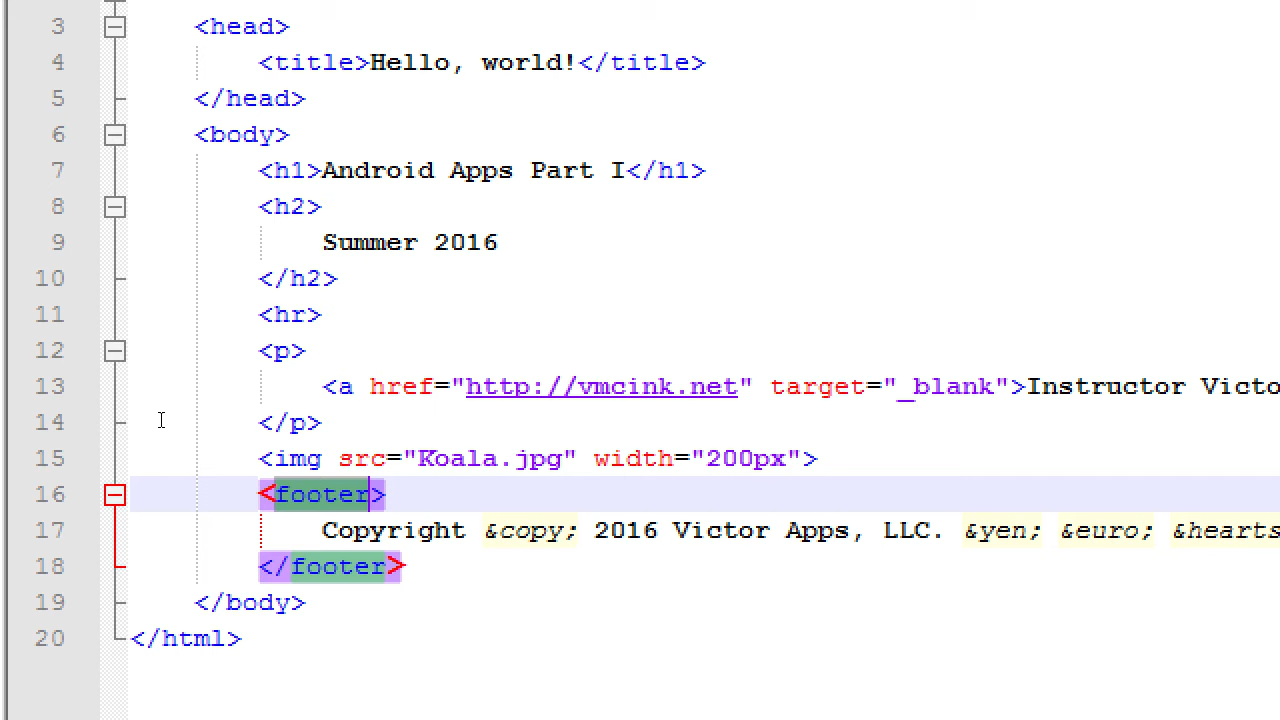 3 <head>
4 <title>Hello, world!</title>
5 </head>
6 <body>
7 <h1>Android Apps Part I</h1>
8 <h2>
9 Summer 2016
10 </h2>
11 <hr>
12 <p>
13 <a href="http://vmcink.net" target="_blank">Instructor Victo
14 </p>
15 <img src="Koala.jpg" width="200px">
16 <footer>
17 Copyright &copy; 2016 Victor Apps, LLC. &yen; &euro; &hearts
18 </footer>
19 </body>
20 </html>